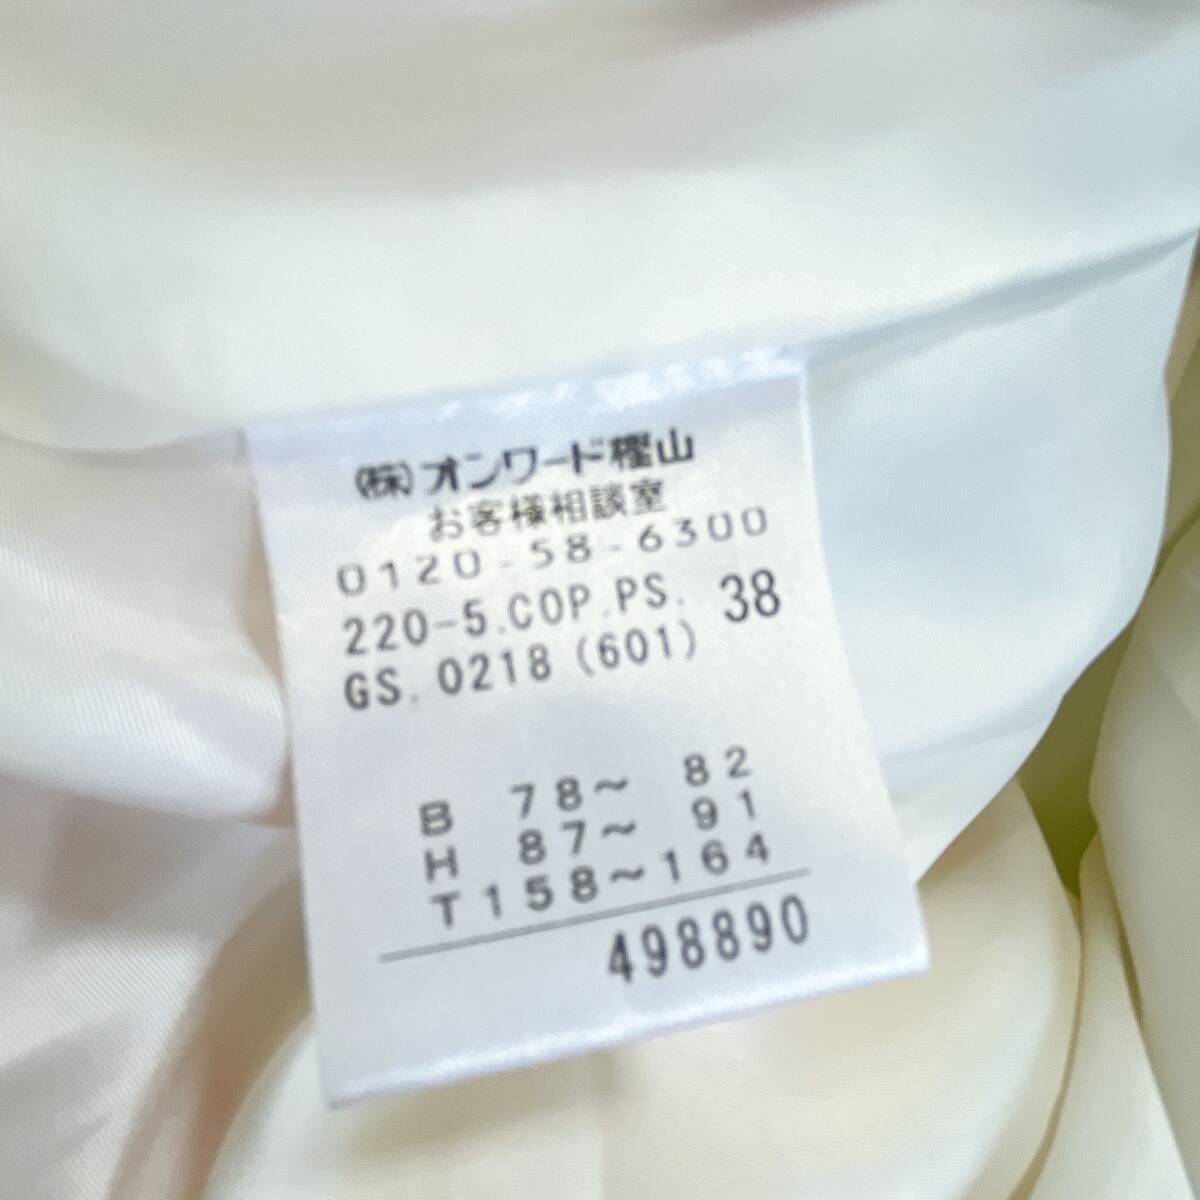 ㈱オンワード樫山
お客様相談室
0120-58-6300
220-5.COP.PS. 38
GS.0218(601)
B 78～ 82
H 87～ 91
T158～164
498890